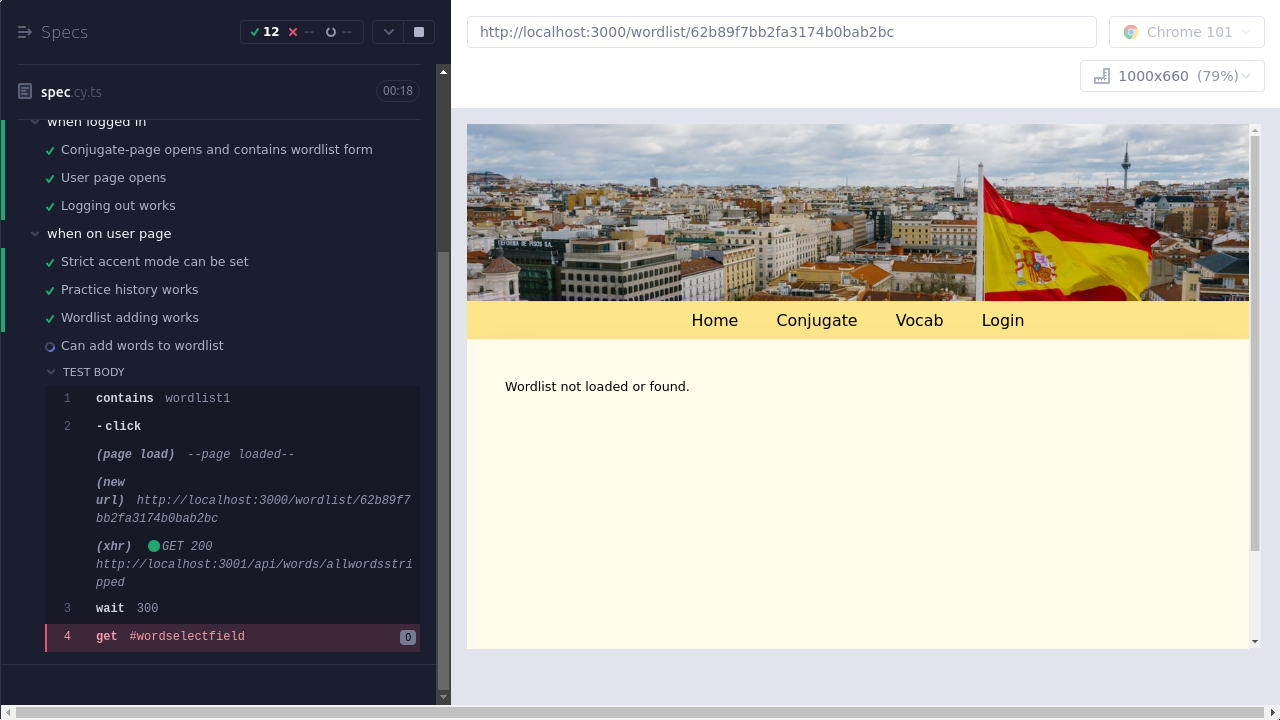 Specs
12 -- --
spec.cy.ts
00:18
when logged in
Conjugate-page opens and contains wordlist form
User page opens
Logging out works
when on user page
Strict accent mode can be set
Practice history works
Wordlist adding works
Can add words to wordlist
TEST BODY
1 contains wordlist1
2 -click
(page load) --page loaded--
(new
url) http://localhost:3000/wordlist/62b89f7
bb2fa3174b0bab2bc
(xhr) GET 200
http://localhost:3001/api/words/allwordsstri
pped
3 wait 300
4 get #wordselectfield 0
http://localhost:3000/wordlist/62b89f7bb2fa3174b0bab2bc
Chrome 101
1000x660 (79%)
Home Conjugate Vocab Login
Wordlist not loaded or found.